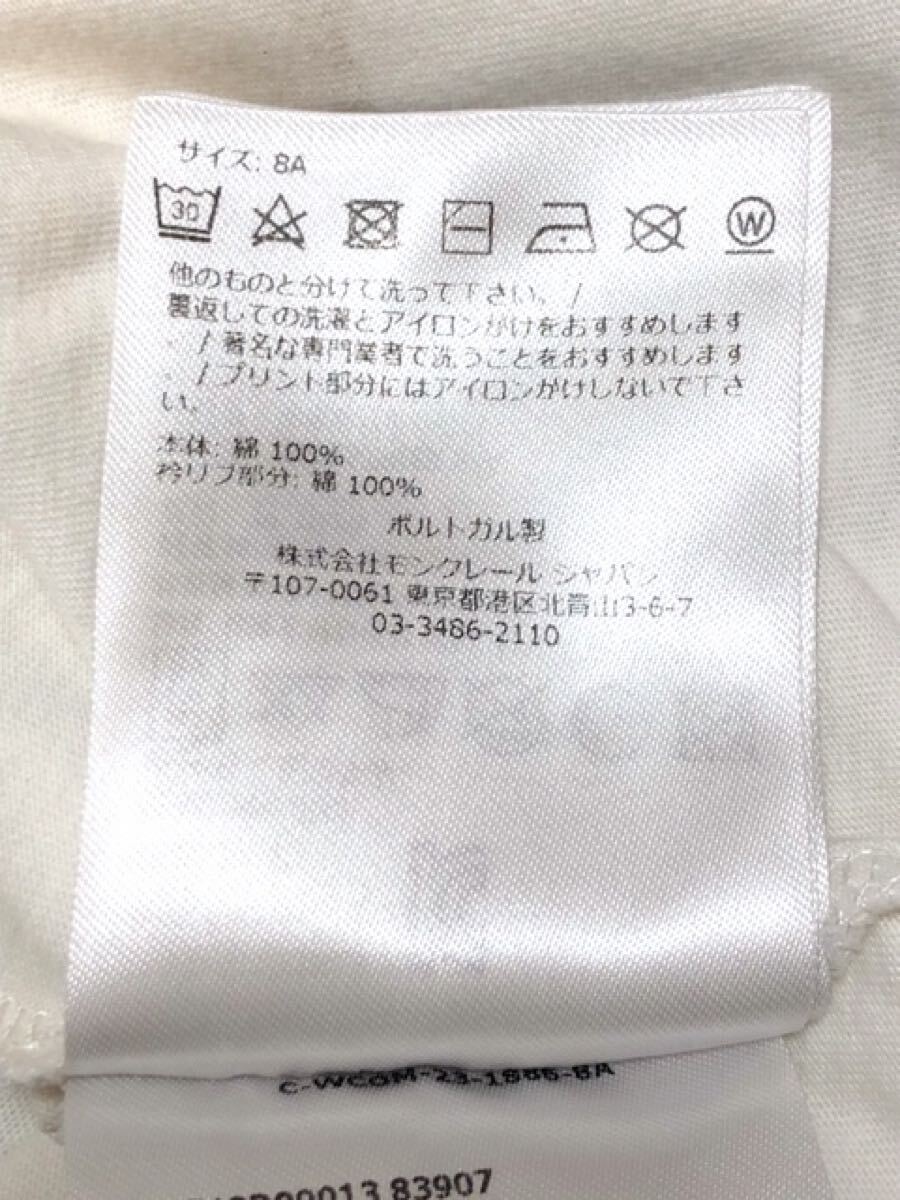 サイズ: 8A
30
W
他のものと分けて洗って下さい。/
裏返しての洗濯とアイロンがけをおすすめします
。/ 著名な専門業者で洗うことをおすすめします
。/ プリント部分にはアイロンがけしないで下さ
い。
本体: 綿 100%
衿リブ部分: 綿 100%
ポルトガル製
株式会社モンクレール ジャパン
〒107-0061 東京都港区北青山3-6-7
03-3486-2110
C-WCOM-23-1886-8A
83907